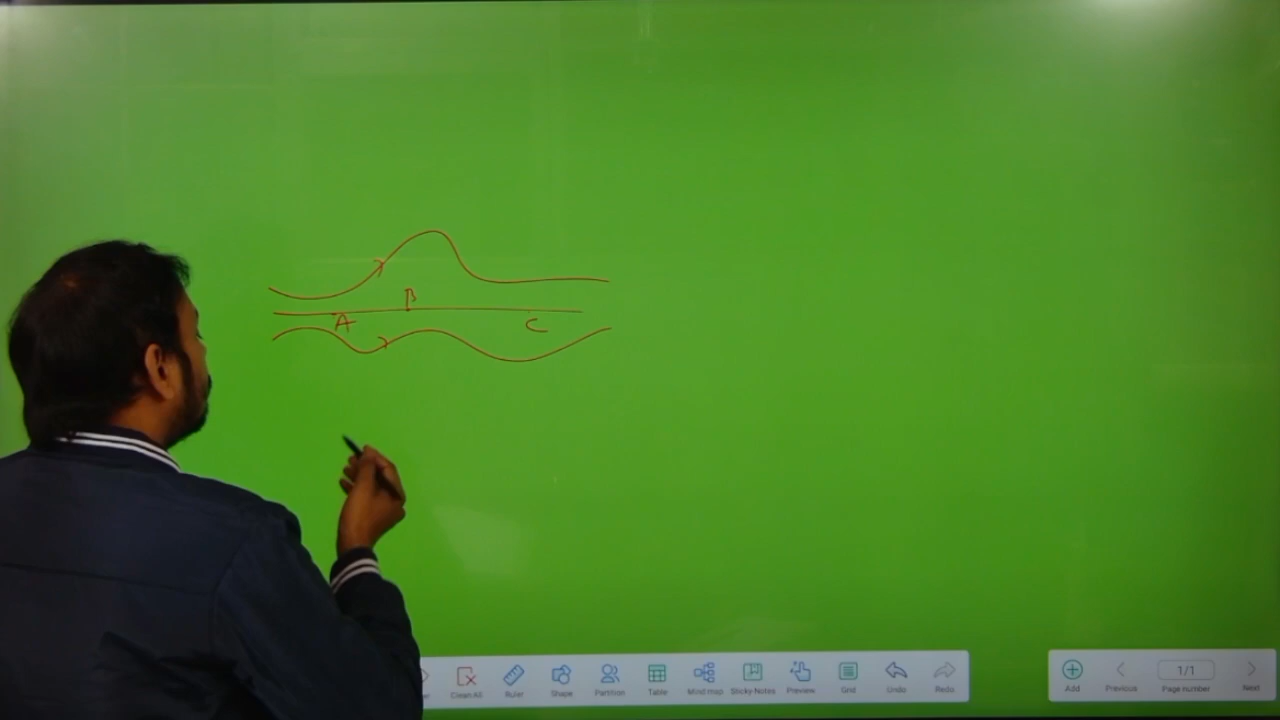 B
A C
Clean All Ruler Shape Partition Table Mind map Sticky Notes Preview Grid Undo Redo
1/1
Add Previous Page number Next